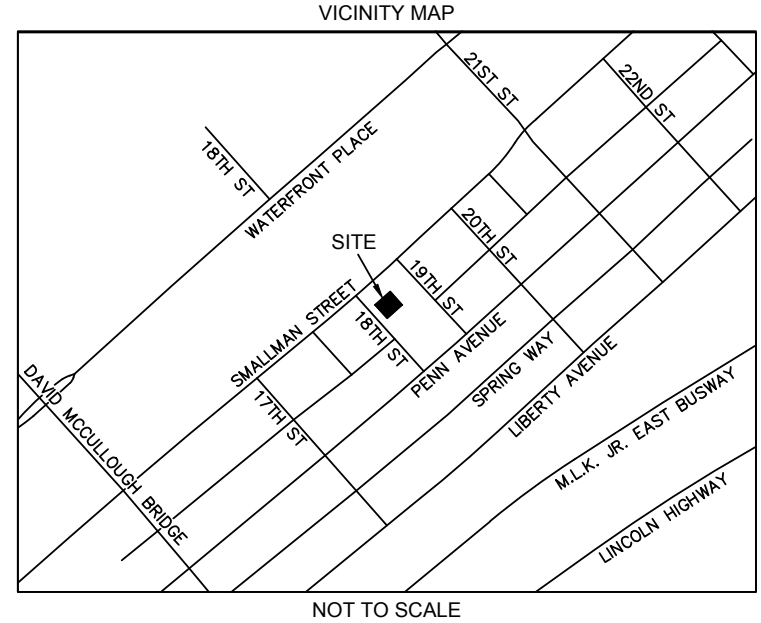 VICINITY MAP
21ST ST
22ND ST
18TH ST
WATERFRONT PLACE
20TH ST
SITE
19TH ST
SMALLMAN STREET
18TH ST
PENN AVENUE
SPRING WAY
LIBERTY AVENUE
17TH ST
DAVID MCCULLOUGH BRIDGE
M.L.K. JR. EAST BUSWAY
LINCOLN HIGHWAY
NOT TO SCALE